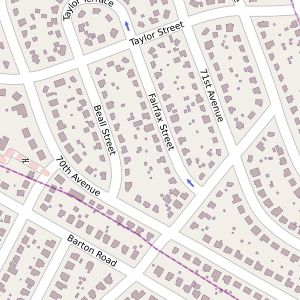 Taylor Terrace
Taylor Street
71st Avenue
Fairfax Street
Beall Street
70th Avenue
Barton Road